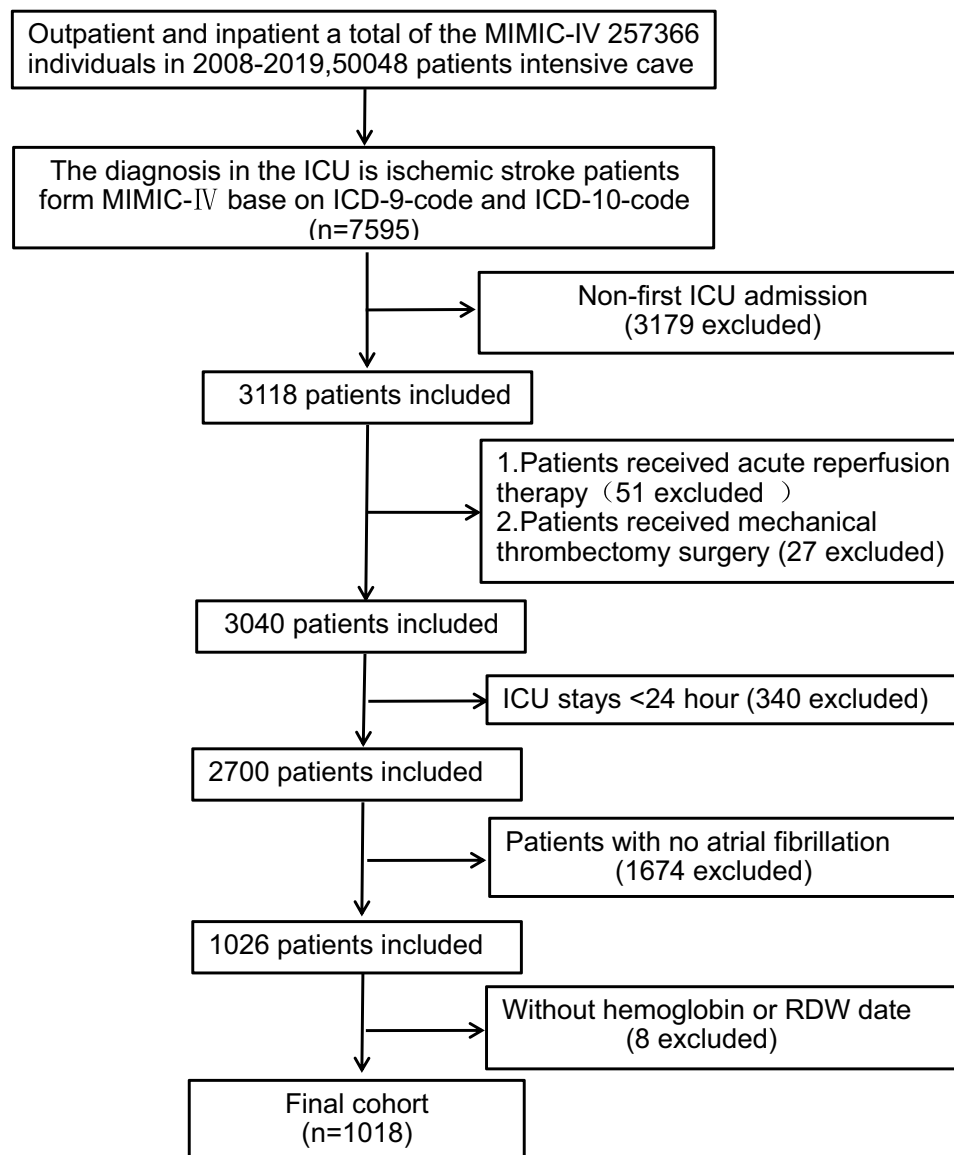 Outpatient and inpatient a total of the MIMIC-IV 257366
individuals in 2008-2019,50048 patients intensive cave
The diagnosis in the ICU is ischemic stroke patients
form MIMIC-Ⅳ base on ICD-9-code and ICD-10-code
(n=7595)
Non-first ICU admission
(3179 excluded)
3118 patients included
1.Patients received acute reperfusion
therapy（51 excluded ）
2.Patients received mechanical
thrombectomy surgery (27 excluded)
3040 patients included
ICU stays <24 hour (340 excluded)
2700 patients included
Patients with no atrial fibrillation
(1674 excluded)
1026 patients included
Without hemoglobin or RDW date
(8 excluded)
Final cohort
(n=1018)